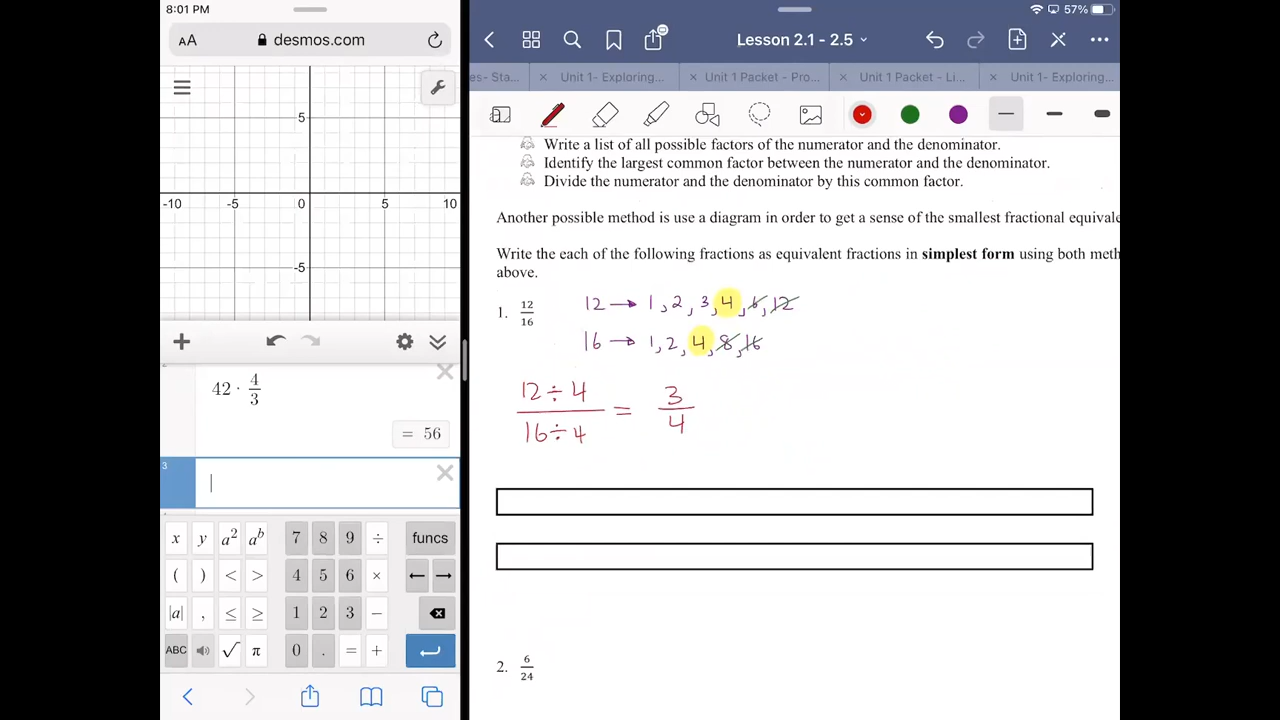 8:01 PM
57%
AA desmos.com
Lesson 2.1 - 2.5
es- Sta...
× Unit 1- Exploring...
× Unit 1 Packet - Pro...
× Unit 1 Packet - Li...
× Unit 1- Exploring...
5
-10 -5 0 5 10
-5
42 · 4/3
= 56
3
x y a² aᵇ 7 8 9 ÷ funcs
( ) < > 4 5 6 × ← →
|a| , ≤ ≥ 1 2 3 −
ABC √ π 0 . = +
Write a list of all possible factors of the numerator and the denominator.
Identify the largest common factor between the numerator and the denominator.
Divide the numerator and the denominator by this common factor.
Another possible method is use a diagram in order to get a sense of the smallest fractional equivale
Write the each of the following fractions as equivalent fractions in simplest form using both meth
above.
1. 12/16
12 → 1, 2, 3, 4, 6, 12
16 → 1, 2, 4, 8, 16
12 ÷ 4 / 16 ÷ 4 = 3/4
2. 6/24